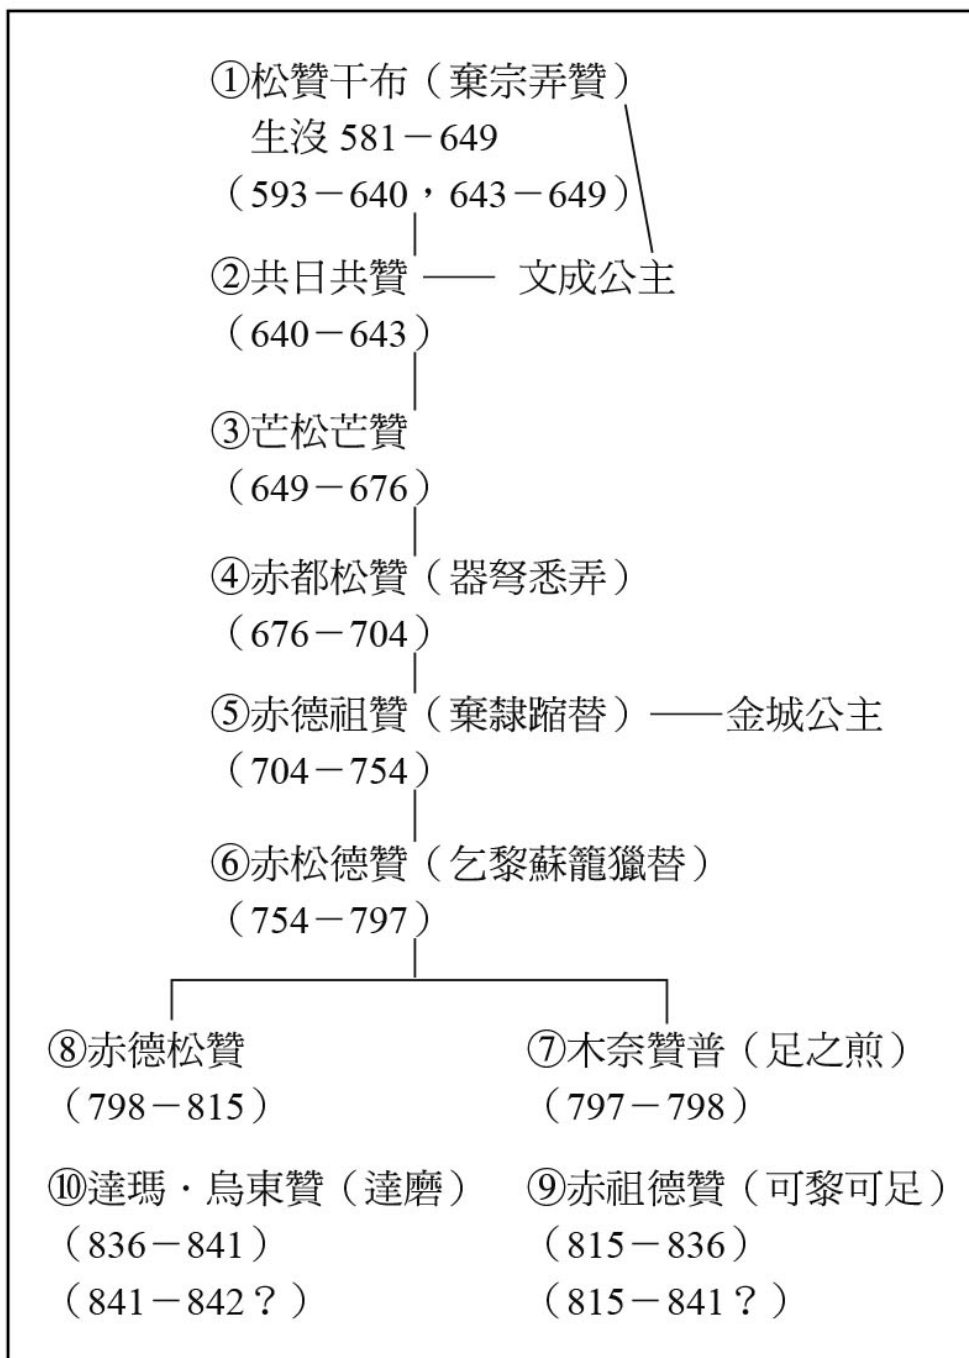 ①松贊干布（棄宗弄贊）
生沒 581－649
（593－640，643－649）
②共日共贊 —— 文成公主
（640－643）
③芒松芒贊
（649－676）
④赤都松贊（器弩悉弄）
（676－704）
⑤赤德祖贊（棄隸蹜替）——金城公主
（704－754）
⑥赤松德贊（乞黎蘇籠獵替）
（754－797）
⑧赤德松贊 ⑦木奈贊普（足之煎）
（798－815） （797－798）
⑩達瑪．烏東贊（達磨） ⑨赤祖德贊（可黎可足）
（836－841） （815－836）
（841－842？） （815－841？）